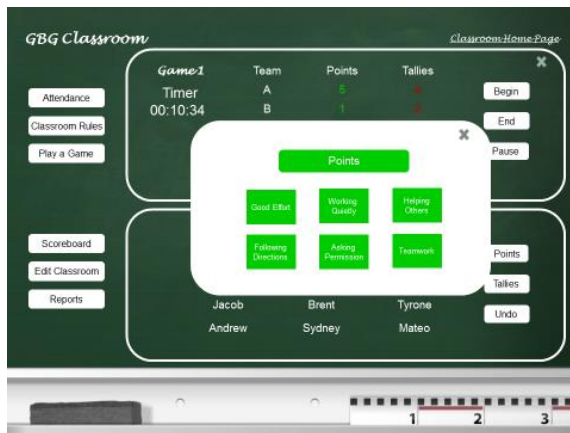 GBG Classroom
Classroom Home Page
Game1 Team Points Tallies
Timer A 5
00:10:34 B 1
Attendance
Classroom Rules
Play a Game
Begin
End
Pause
Points
Good Effort Working Quietly Helping Others
Following Directions Asking Permission Teamwork
Scoreboard
Edit Classroom
Reports
Points
Tallies
Undo
Jacob Brent Tyrone
Andrew Sydney Mateo
1 2 3